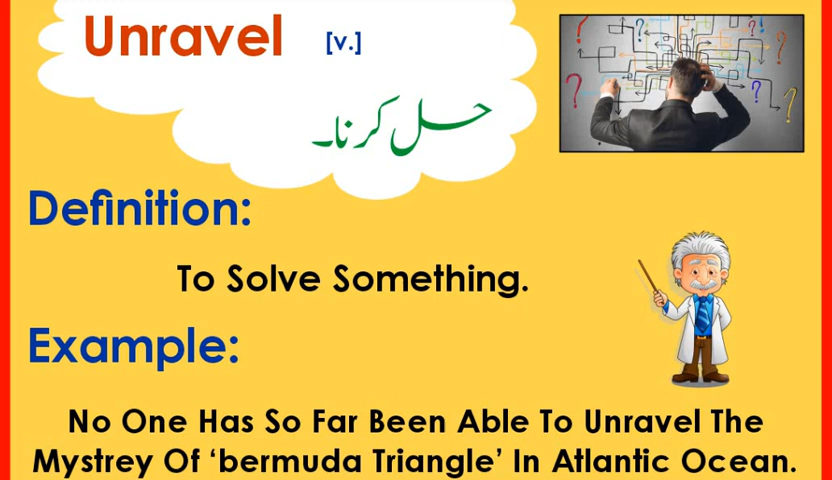 Unravel [v.]
حل کرنا۔
Definition:
To Solve Something.
Example:
No One Has So Far Been Able To Unravel The
Mystrey Of ‘bermuda Triangle’ In Atlantic Ocean.